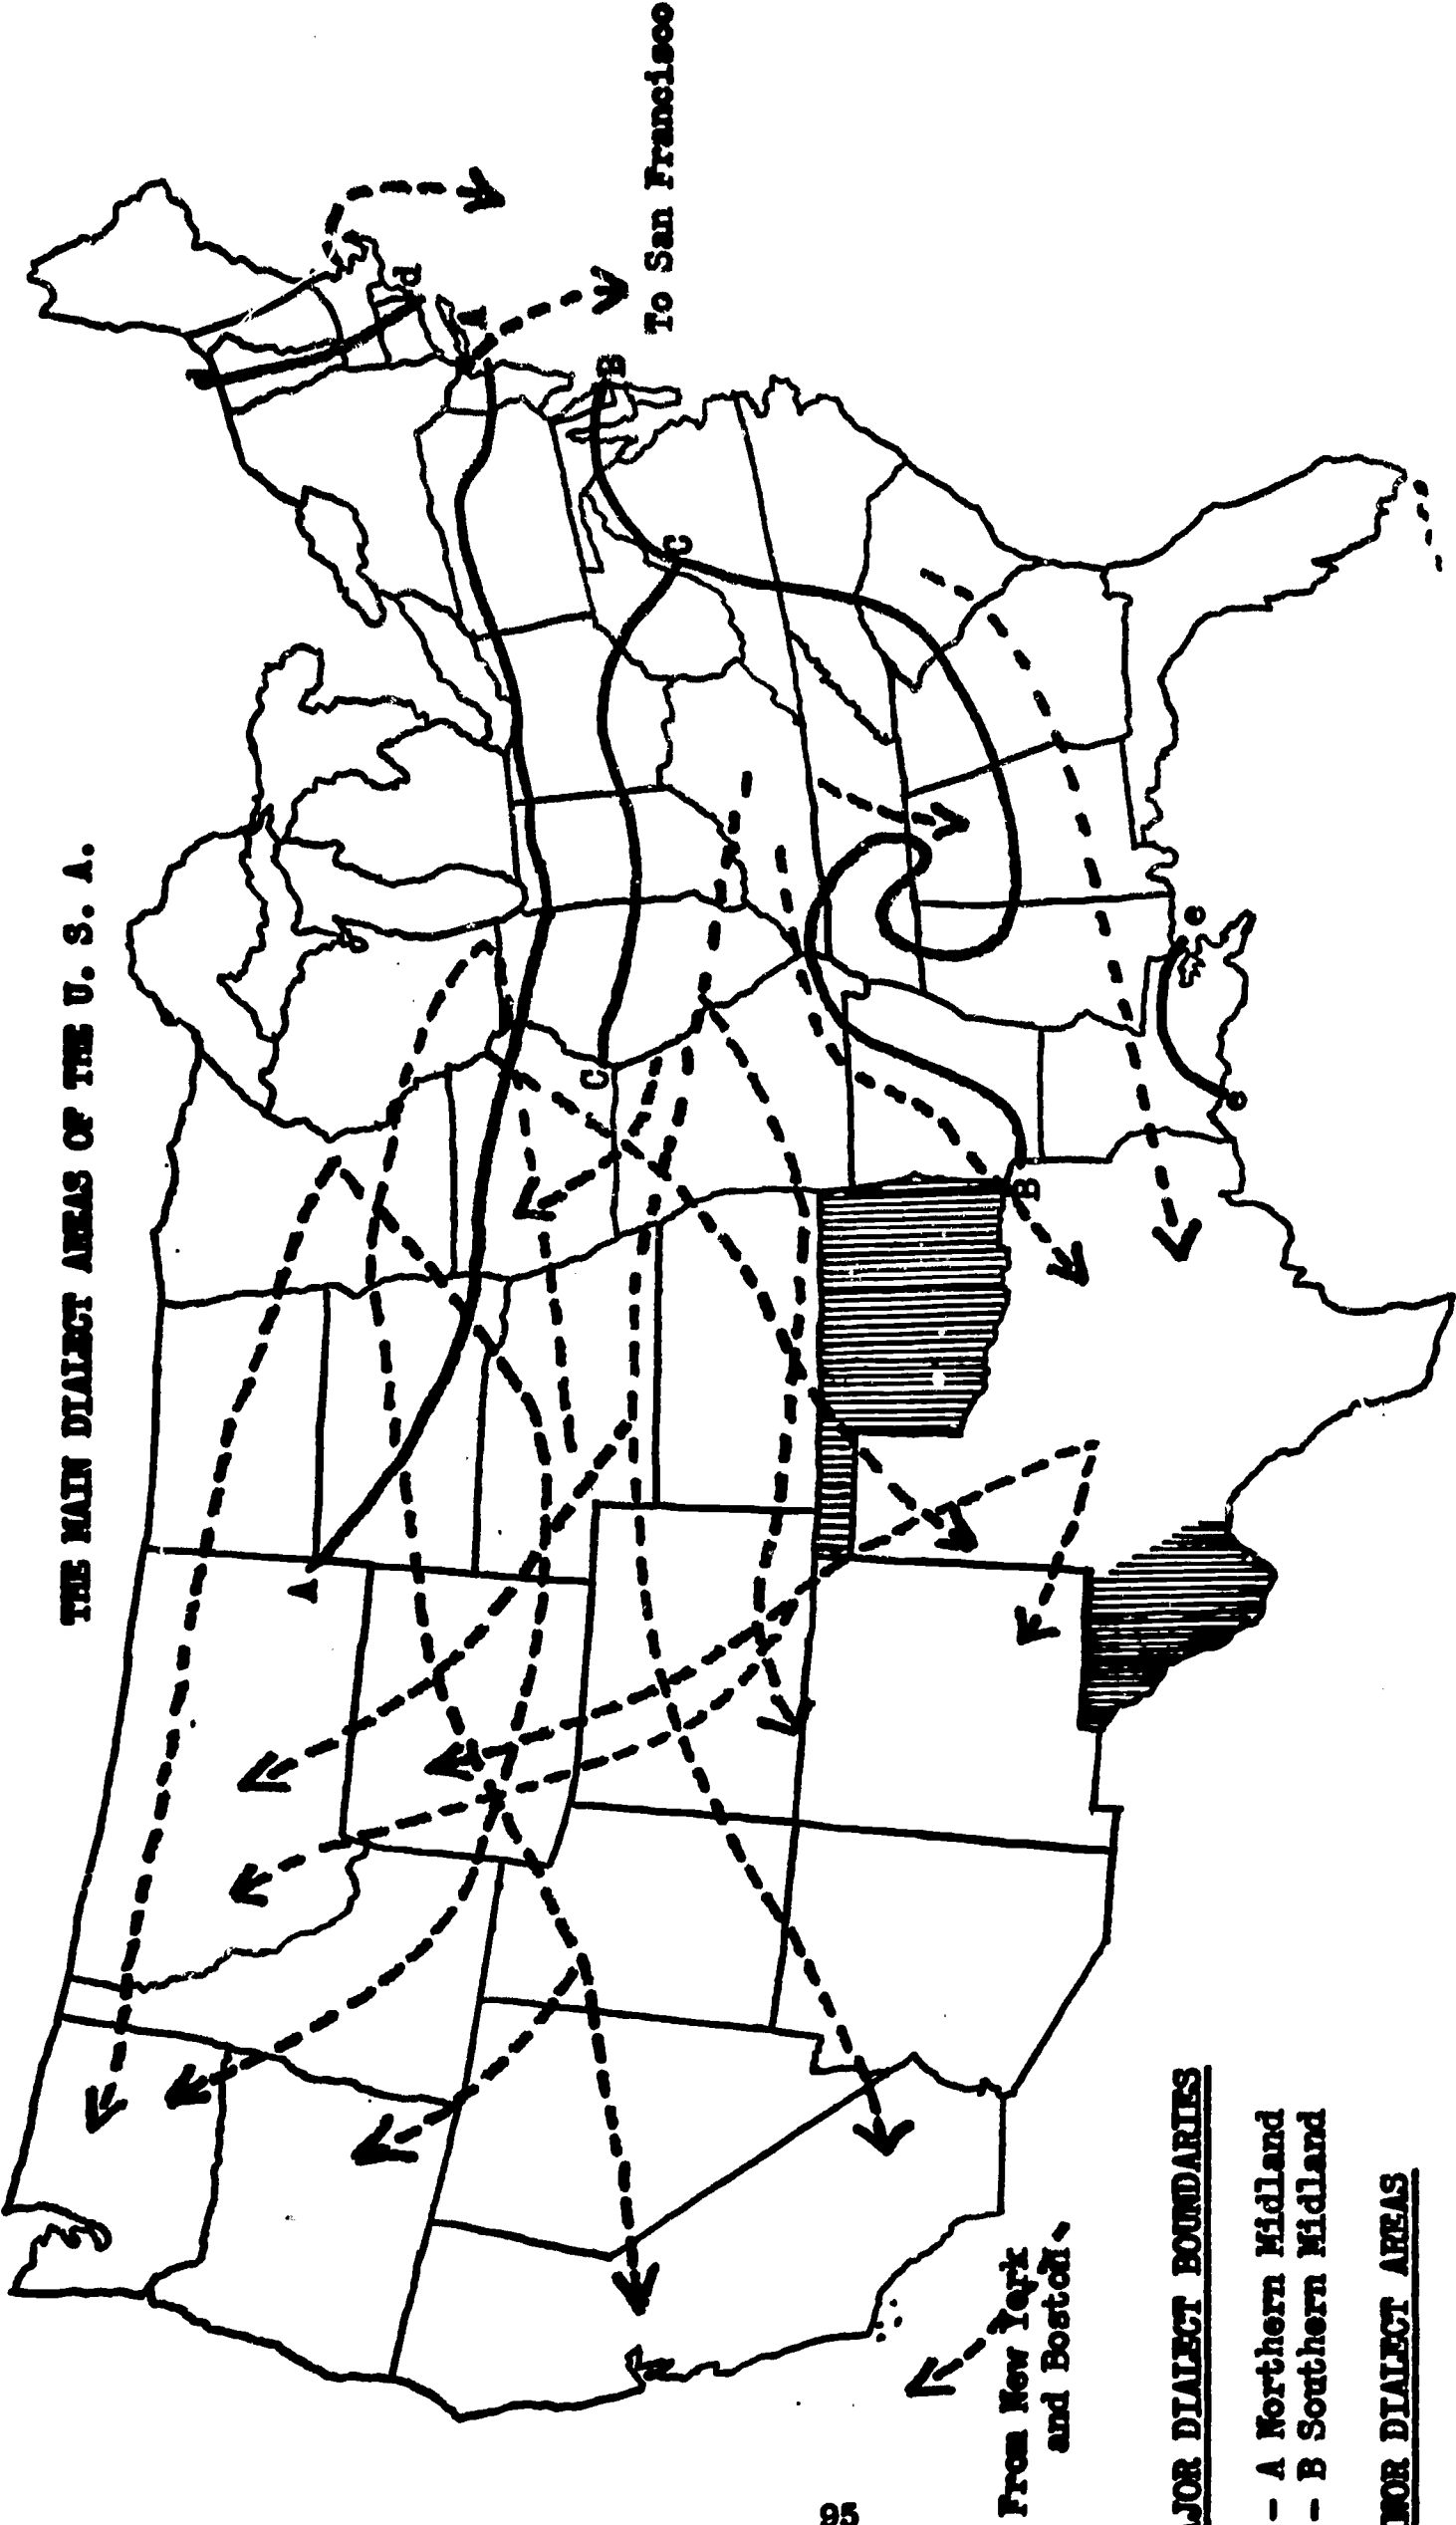 THE MAIN DIALECT AREAS OF THE U. S. A.
d
A
B
To San Francisco
C
C
e
e
B
A
From New York
and Boston
JOR DIALECT BOUNDARIES
- A Northern Midland
- B Southern Midland
NOR DIALECT AREAS
95